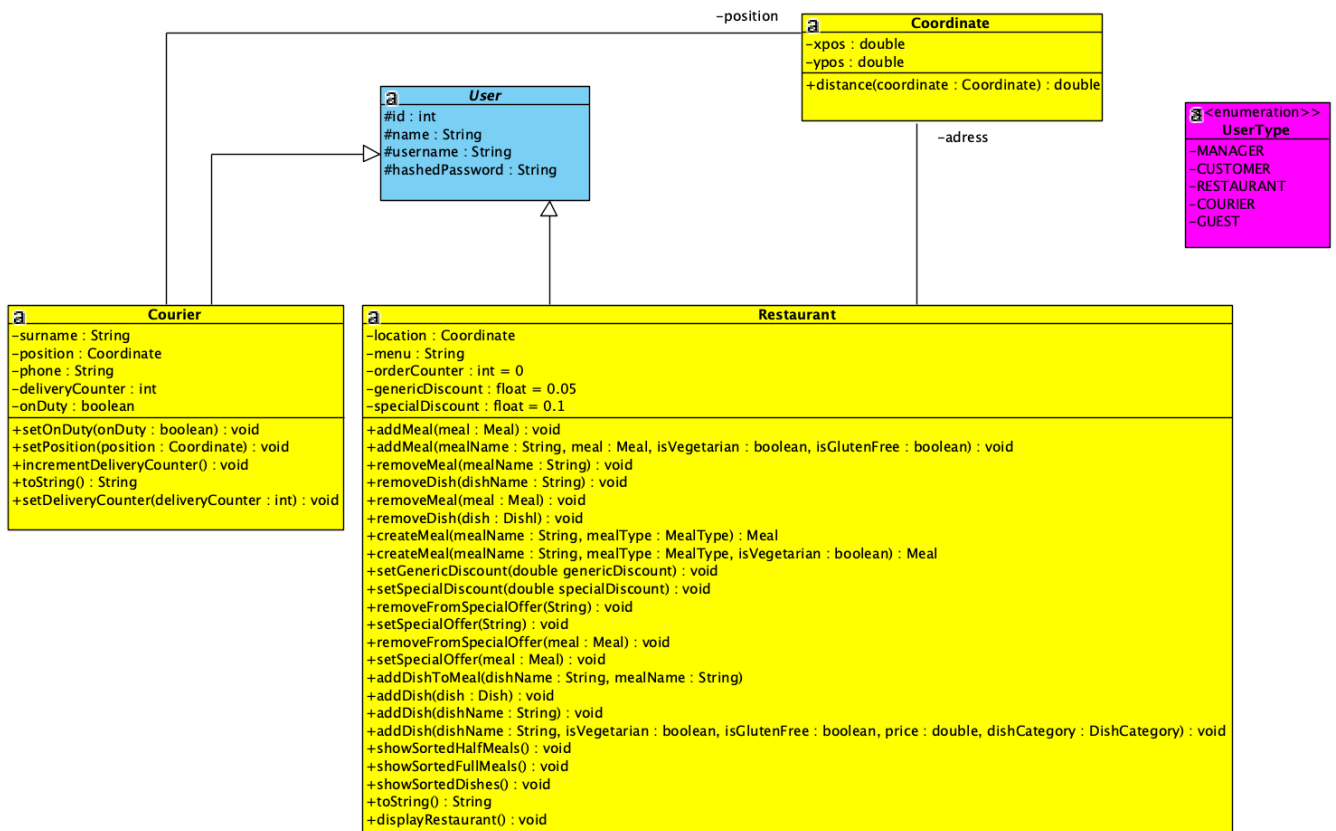 -position
Coordinate
-xpos : double
-ypos : double
+distance(coordinate : Coordinate) : double
-adress
User
#id : int
#name : String
#username : String
#hashedPassword : String
<enumeration>>
UserType
-MANAGER
-CUSTOMER
-RESTAURANT
-COURIER
-GUEST
Courier
-surname : String
-position : Coordinate
-phone : String
-deliveryCounter : int
-onDuty : boolean
+setOnDuty(onDuty : boolean) : void
+setPosition(position : Coordinate) : void
+incrementDeliveryCounter() : void
+toString() : String
+setDeliveryCounter(deliveryCounter : int) : void
Restaurant
-location : Coordinate
-menu : String
-orderCounter : int = 0
-genericDiscount : float = 0.05
-specialDiscount : float = 0.1
+addMeal(meal : Meal) : void
+addMeal(mealName : String, meal : Meal, isVegetarian : boolean, isGlutenFree : boolean) : void
+removeMeal(mealName : String) : void
+removeDish(dishName : String) : void
+removeMeal(meal : Meal) : void
+removeDish(dish : Dishl) : void
+createMeal(mealName : String, mealType : MealType) : Meal
+createMeal(mealName : String, mealType : MealType, isVegetarian : boolean) : Meal
+setGenericDiscount(double genericDiscount) : void
+setSpecialDiscount(double specialDiscount) : void
+removeFromSpecialOffer(String) : void
+setSpecialOffer(String) : void
+removeFromSpecialOffer(meal : Meal) : void
+setSpecialOffer(meal : Meal) : void
+addDishToMeal(dishName : String, mealName : String)
+addDish(dish : Dish) : void
+addDish(dishName : String) : void
+addDish(dishName : String, isVegetarian : boolean, isGlutenFree : boolean, price : double, dishCategory : DishCategory) : void
+showSortedHalfMeals() : void
+showSortedFullMeals() : void
+showSortedDishes() : void
+toString() : String
+displayRestaurant() : void